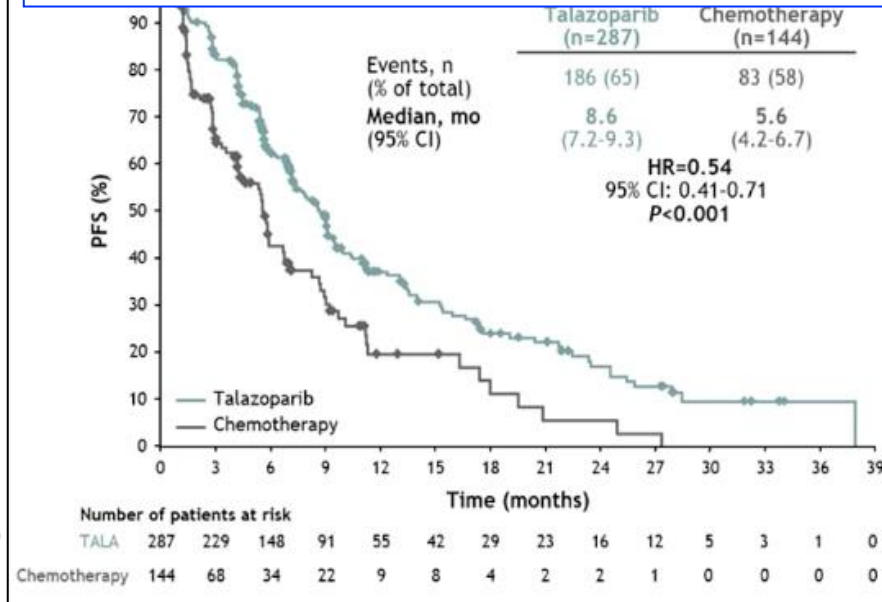 Talazoparib Chemotherapy
(n=287) (n=144)
Events, n
(% of total) 186 (65) 83 (58)
Median, mo 8.6 5.6
(95% CI) (7.2-9.3) (4.2-6.7)
HR=0.54
95% CI: 0.41-0.71
P<0.001
PFS (%)
90
80
70
60
50
40
30
20
10
0
Talazoparib
Chemotherapy
0 3 6 9 12 15 18 21 24 27 30 33 36 39
Time (months)
Number of patients at risk
TALA 287 229 148 91 55 42 29 23 16 12 5 3 1 0
Chemotherapy 144 68 34 22 9 8 4 2 2 1 0 0 0 0